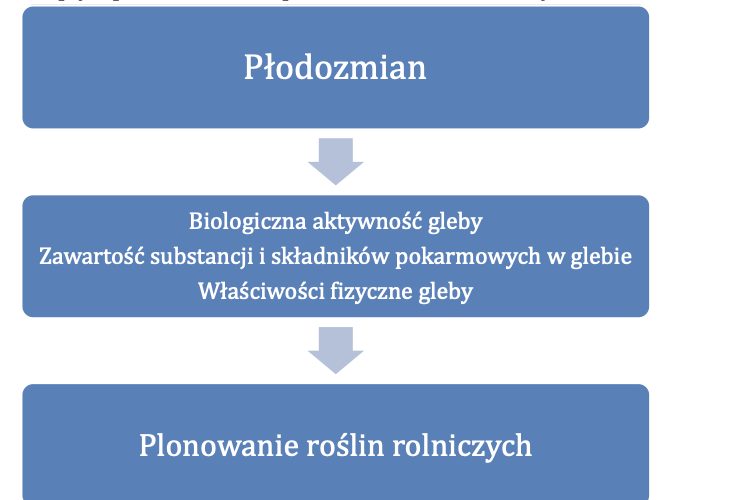 Płodozmian
Biologiczna aktywność gleby
Zawartość substancji i składników pokarmowych w glebie
Właściwości fizyczne gleby
Plonowanie roślin rolniczych